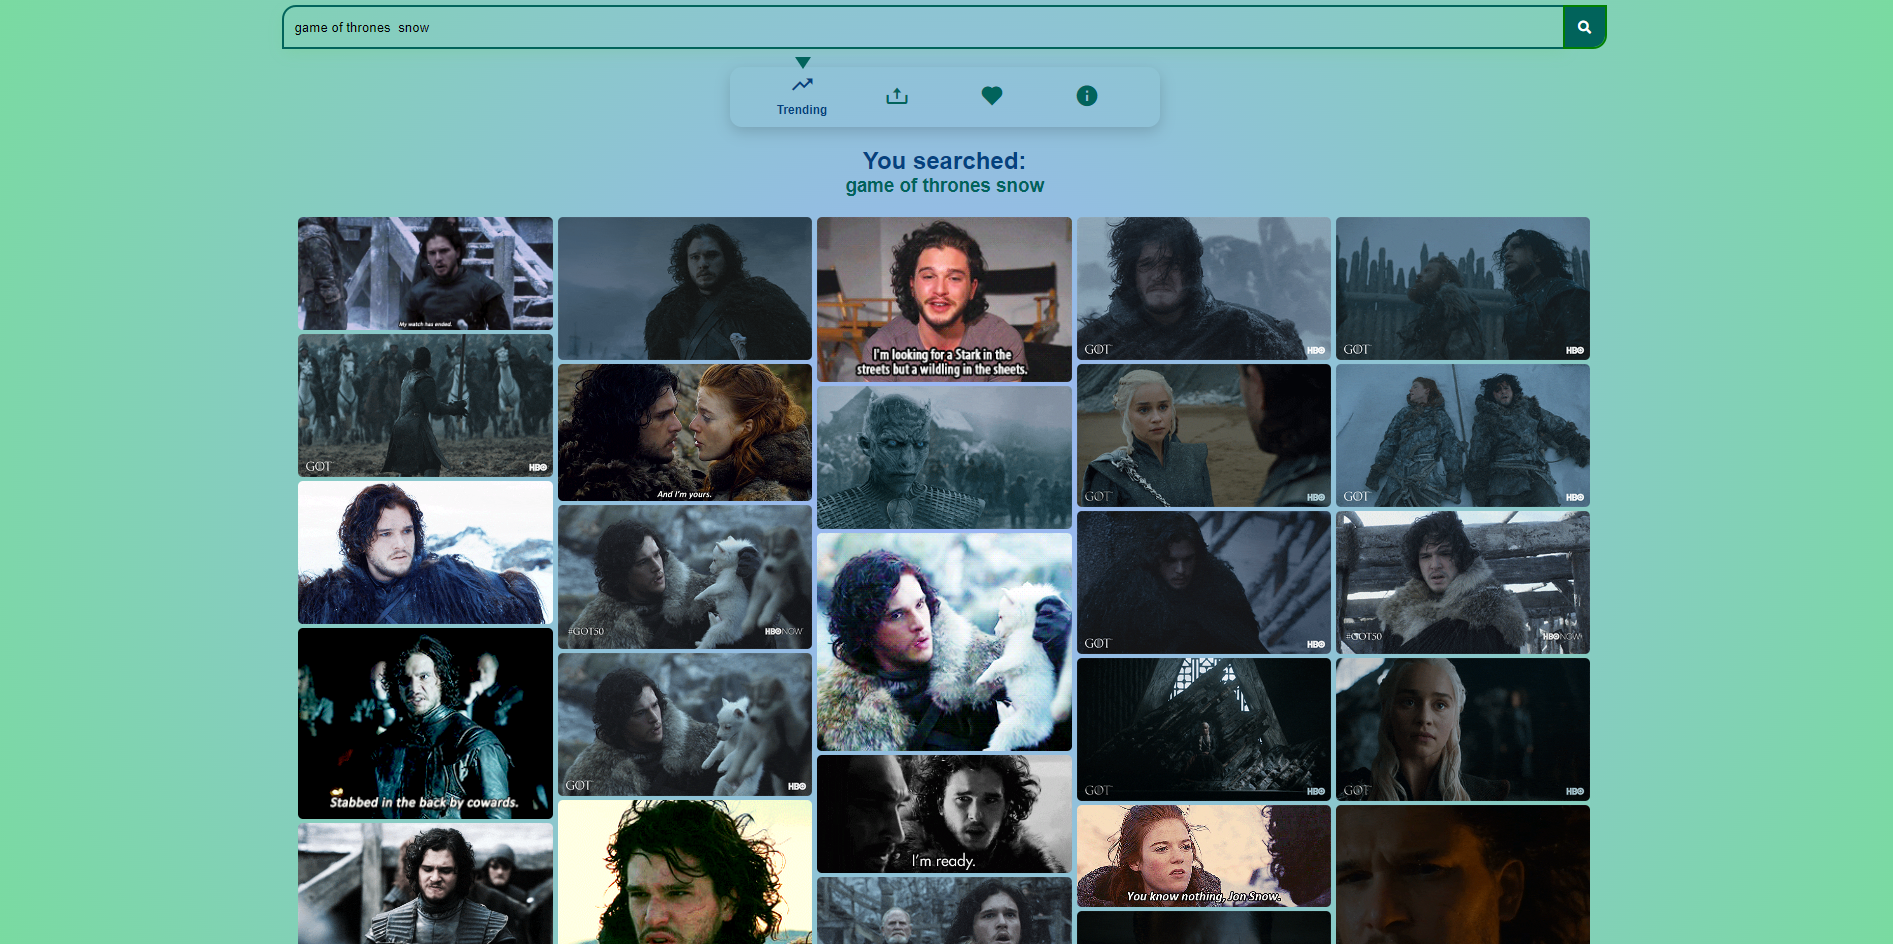 game of thrones  snow
Trending
You searched:
game of thrones snow
My watch has ended.
I'm looking for a Stark in the
streets but a wildling in the sheets.
GOT
HBO
GOT
HBO
GOT
HBO
And I'm yours.
GOT
HBO
GOT
HBO
#GOT50
HBONOW
GOT
HBO
#GOT50
HBONOW
Stabbed in the back by cowards.
GOT
HBO
GOT
HBO
GOT
HBO
I'm ready.
You know nothing, Jon Snow.